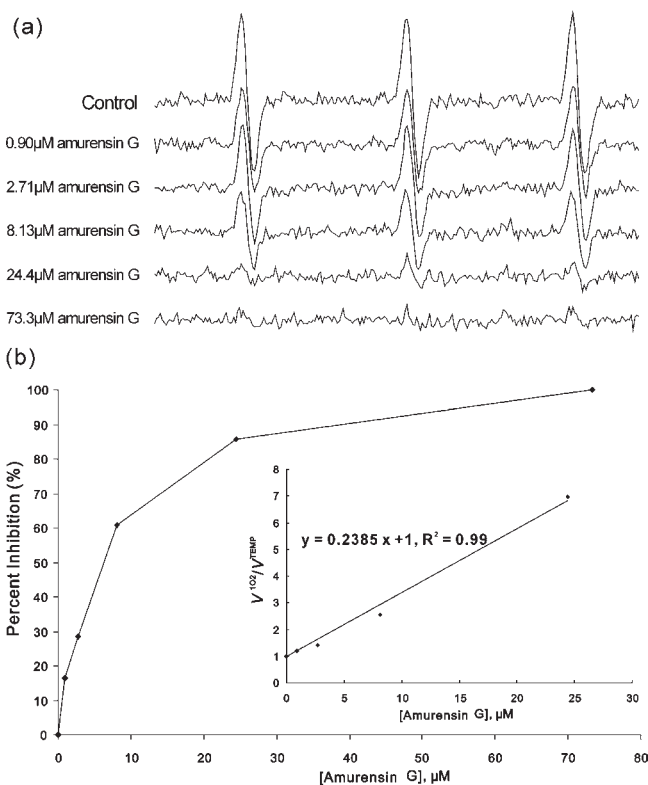 (a)
Control
0.90µM amurensin G
2.71µM amurensin G
8.13µM amurensin G
24.4µM amurensin G
73.3µM amurensin G
(b)
100
90
80
70
60
50
40
30
20
10
0
Percent Inhibition (%)
0 10 20 30 40 50 60 70 80
[Amurensin G], µM
8
7
6
5
4
3
2
1
0
V¹⁰²/V^TEMP
y = 0.2385 x +1, R² = 0.99
0 5 10 15 20 25 30
[Amurensin G], µM